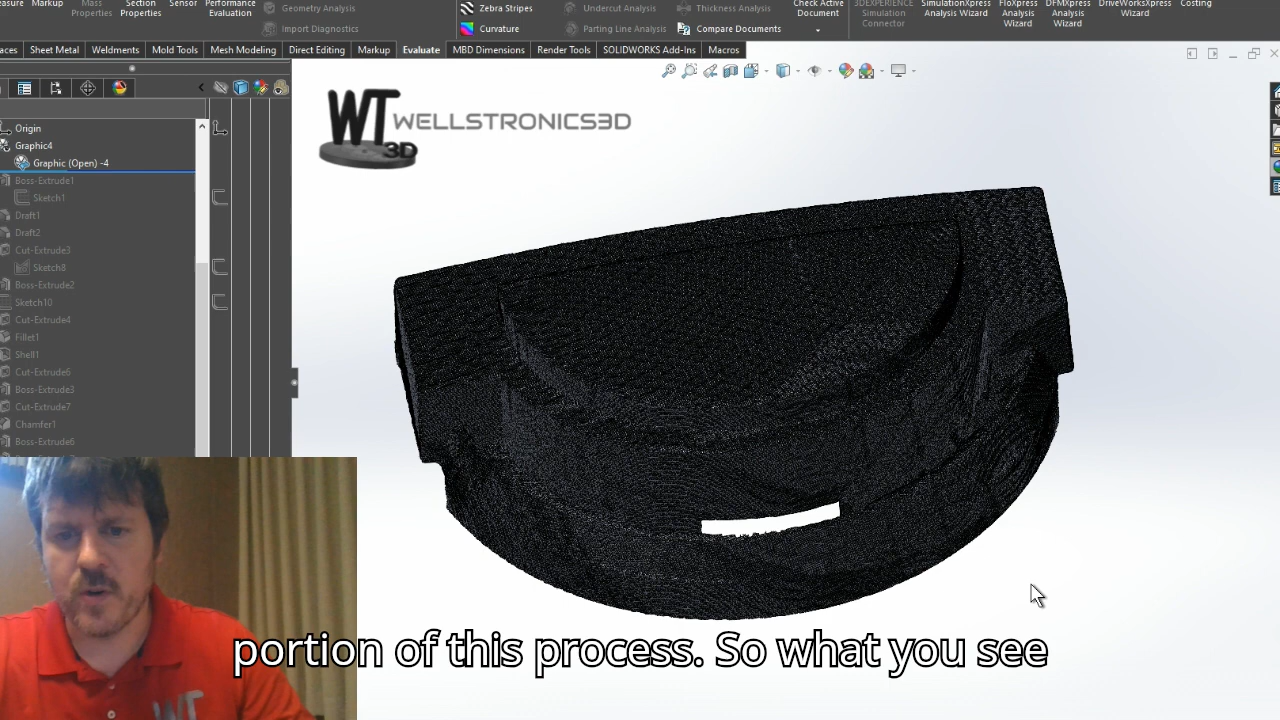 Markup
Mass
Properties
Section
Properties
Sensor
Performance
Evaluation
Geometry Analysis
Import Diagnostics
Zebra Stripes
Curvature
Undercut Analysis
Parting Line Analysis
Thickness Analysis
Compare Documents
Check Active
Document
3DEXPERIENCE
Simulation
Connector
SimulationXpress
Analysis Wizard
FloXpress
Analysis
Wizard
DFMXpress
Analysis
Wizard
DriveWorksXpress
Wizard
Costing
Sheet Metal
Weldments
Mold Tools
Mesh Modeling
Direct Editing
Markup
Evaluate
MBD Dimensions
Render Tools
SOLIDWORKS Add-Ins
Macros
WT
3D
WELLSTRONICS3D
Origin
Graphic4
Graphic (Open) -4
Boss-Extrude1
Sketch1
Draft1
Draft2
Cut-Extrude3
Sketch8
Boss-Extrude2
Sketch10
Cut-Extrude4
Fillet1
Shell1
Cut-Extrude6
Boss-Extrude3
Cut-Extrude7
Chamfer1
Boss-Extrude6
WT
portion of this process. So what you see